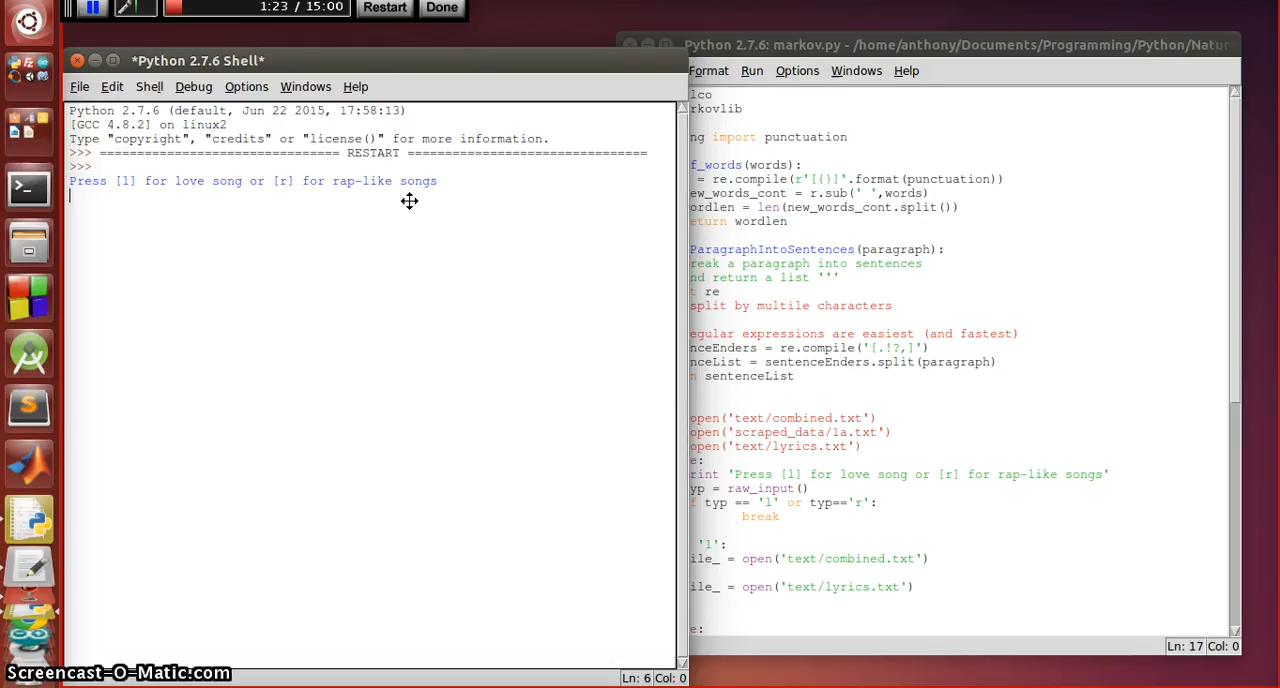 1:23 / 15:00 Restart Done
*Python 2.7.6 Shell*
File Edit Shell Debug Options Windows Help
Python 2.7.6 (default, Jun 22 2015, 17:58:13)
[GCC 4.8.2] on linux2
Type "copyright", "credits" or "license()" for more information.
>>> ================================ RESTART ================================
>>>
Press [l] for love song or [r] for rap-like songs
Ln: 6 Col: 0
Python 2.7.6: markov.py - /home/anthony/Documents/Programming/Python/Natur
Format Run Options Windows Help
lco
rkovlib
ng import punctuation
f_words(words):
= re.compile(r'[{}]'.format(punctuation))
ew_words_cont = r.sub(' ',words)
ordlen = len(new_words_cont.split())
eturn wordlen
ParagraphIntoSentences(paragraph):
reak a paragraph into sentences
nd return a list '''
t re
split by multile characters
egular expressions are easiest (and fastest)
nceEnders = re.compile('[.!?,]')
nceList = sentenceEnders.split(paragraph)
n sentenceList
open('text/combined.txt')
open('scraped_data/1a.txt')
open('text/lyrics.txt')
e:
rint 'Press [l] for love song or [r] for rap-like songs'
yp = raw_input()
f typ == 'l' or typ=='r':
break
'l':
ile_ = open('text/combined.txt')
ile_ = open('text/lyrics.txt')
e:
Ln: 17 Col: 0
Screencast-O-Matic.com